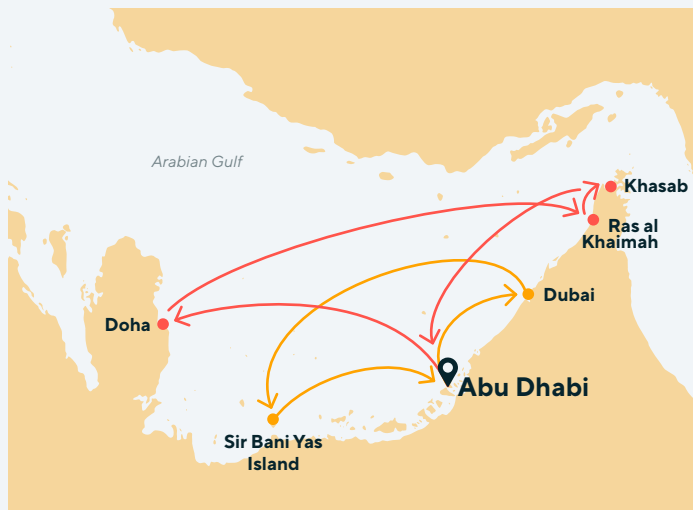 Arabian Gulf
Khasab
Ras al
Khaimah
Dubai
Doha
Abu Dhabi
Sir Bani Yas
Island